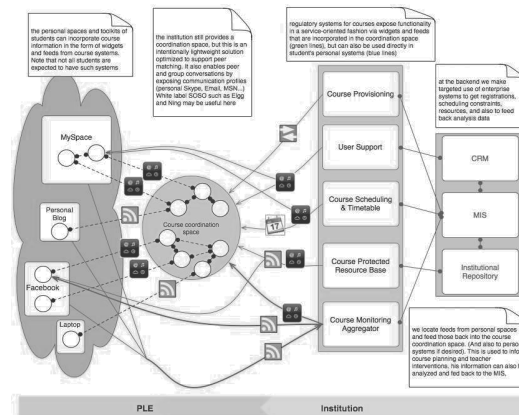 the personal spaces and toolkits of
students can incorporate course
information in the form of widgets
and feeds from course systems.
Note that not all students are
expected to have such systems
the institution still provides a
coordination space, but this is an
intentionally lightweight solution
optimized to support peer
matching. It also enables peer
and group conversations by
exposing communication profiles
(personal Skype, Email, MSN...)
White label SOSO such as Elgg
and Ning may be useful here
regulatory systems for courses expose functionality
in a service-oriented fashion via widgets and feeds
that are incorporated in the coordination space
(green lines), but can also be used directly in
student's personal systems (blue lines)
at the backend we make
targeted use of enterprise
systems to get registrations,
scheduling constraints,
resources, and also to feed
back analysis data
MySpace
Personal
Blog
Facebook
Laptop
Course coordination
space
17
Course Provisioning
User Support
Course Scheduling
& Timetable
Course Protected
Resource Base
Course Monitoring
Aggregator
CRM
MIS
Institutional
Repository
we locate feeds from personal spaces
and feed those back into the course
coordination space. (And also to perso
systems if desired). This is used to info
course planning and teacher
interventions; his information can also b
analyzed and fed back to the MIS.
PLE
Institution